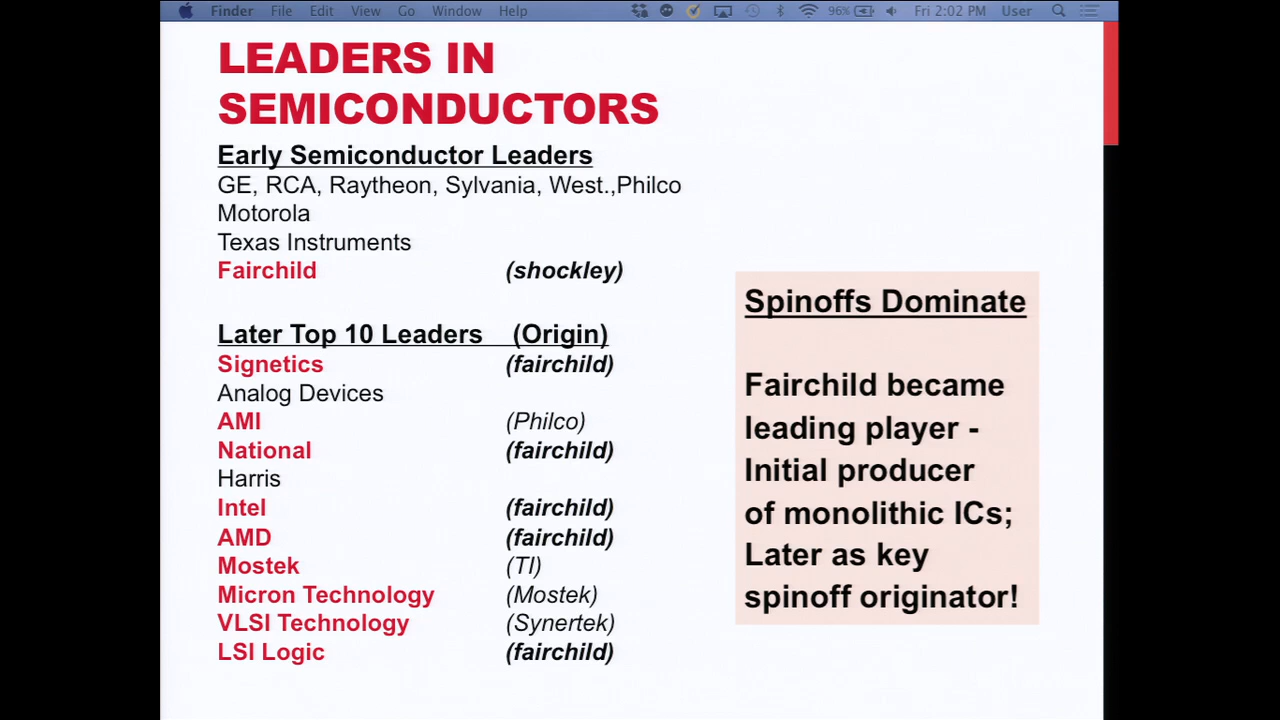 Finder File Edit View Go Window Help 96% Fri 2:02 PM User
LEADERS IN
SEMICONDUCTORS
Early Semiconductor Leaders
GE, RCA, Raytheon, Sylvania, West.,Philco
Motorola
Texas Instruments
Fairchild (shockley)
Later Top 10 Leaders (Origin)
Signetics (fairchild)
Analog Devices
AMI (Philco)
National (fairchild)
Harris
Intel (fairchild)
AMD (fairchild)
Mostek (TI)
Micron Technology (Mostek)
VLSI Technology (Synertek)
LSI Logic (fairchild)
Spinoffs Dominate
Fairchild became
leading player -
Initial producer
of monolithic ICs;
Later as key
spinoff originator!